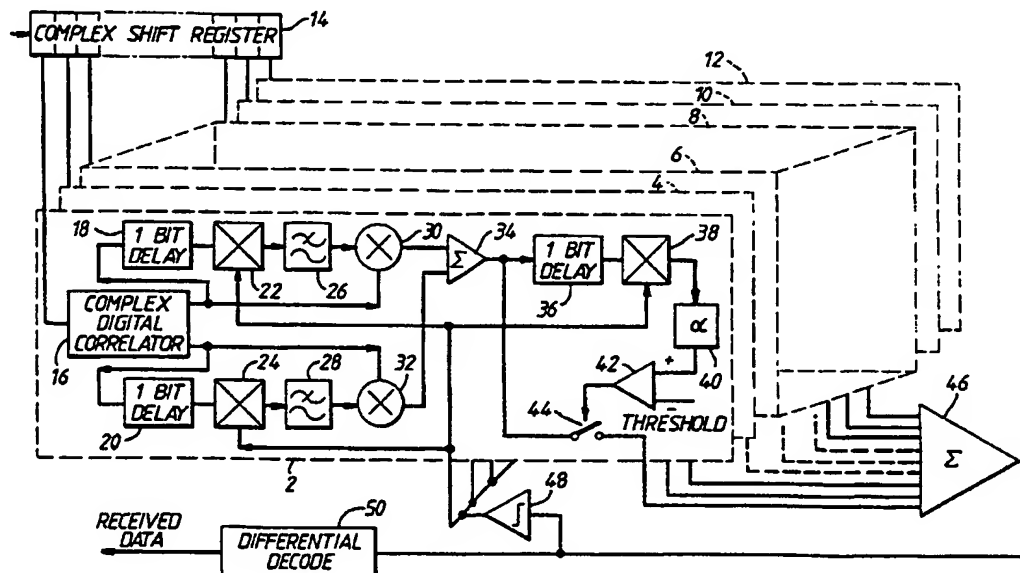 COMPLEX SHIFT REGISTER
14
12
10
8
6
4
18
1 BIT
DELAY
22
26
30
34
Σ
1 BIT
DELAY
36
38
COMPLEX
DIGITAL
CORRELATOR
16
α
40
24
28
32
42
+
-
1 BIT
DELAY
20
44
THRESHOLD
46
Σ
2
48
50
RECEIVED
DATA
DIFFERENTIAL
DECODE